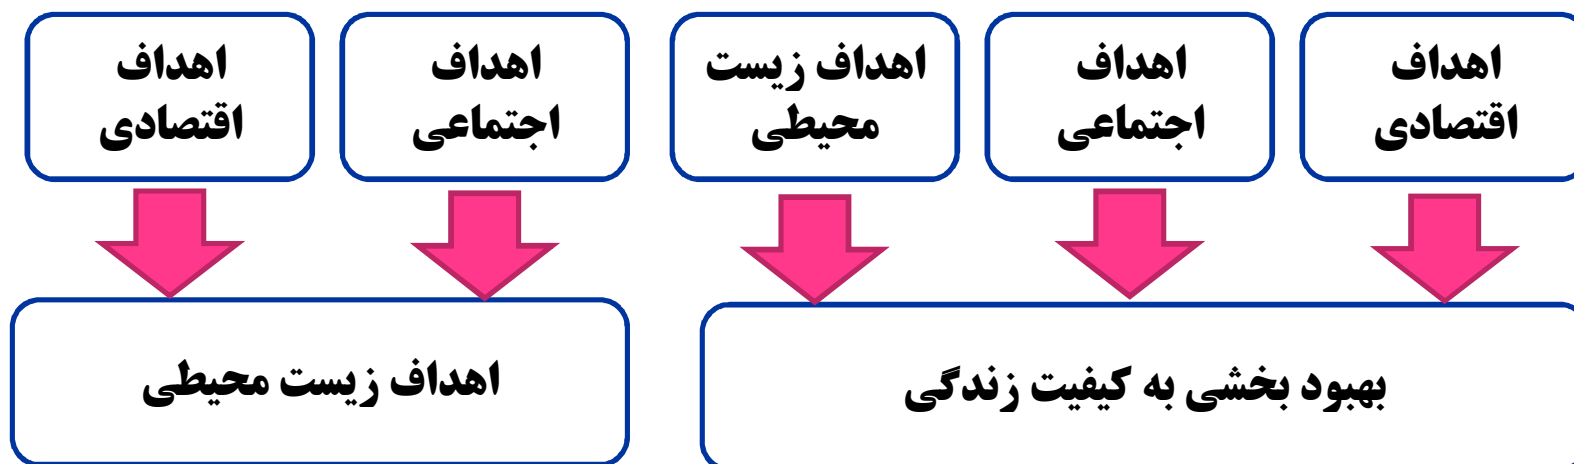 اهداف
اقتصادی
اهداف
اجتماعی
اهداف زیست
محیطی
اهداف
اجتماعی
اهداف
اقتصادی
بهبود بخشی به کیفیت زندگی
اهداف زیست محیطی